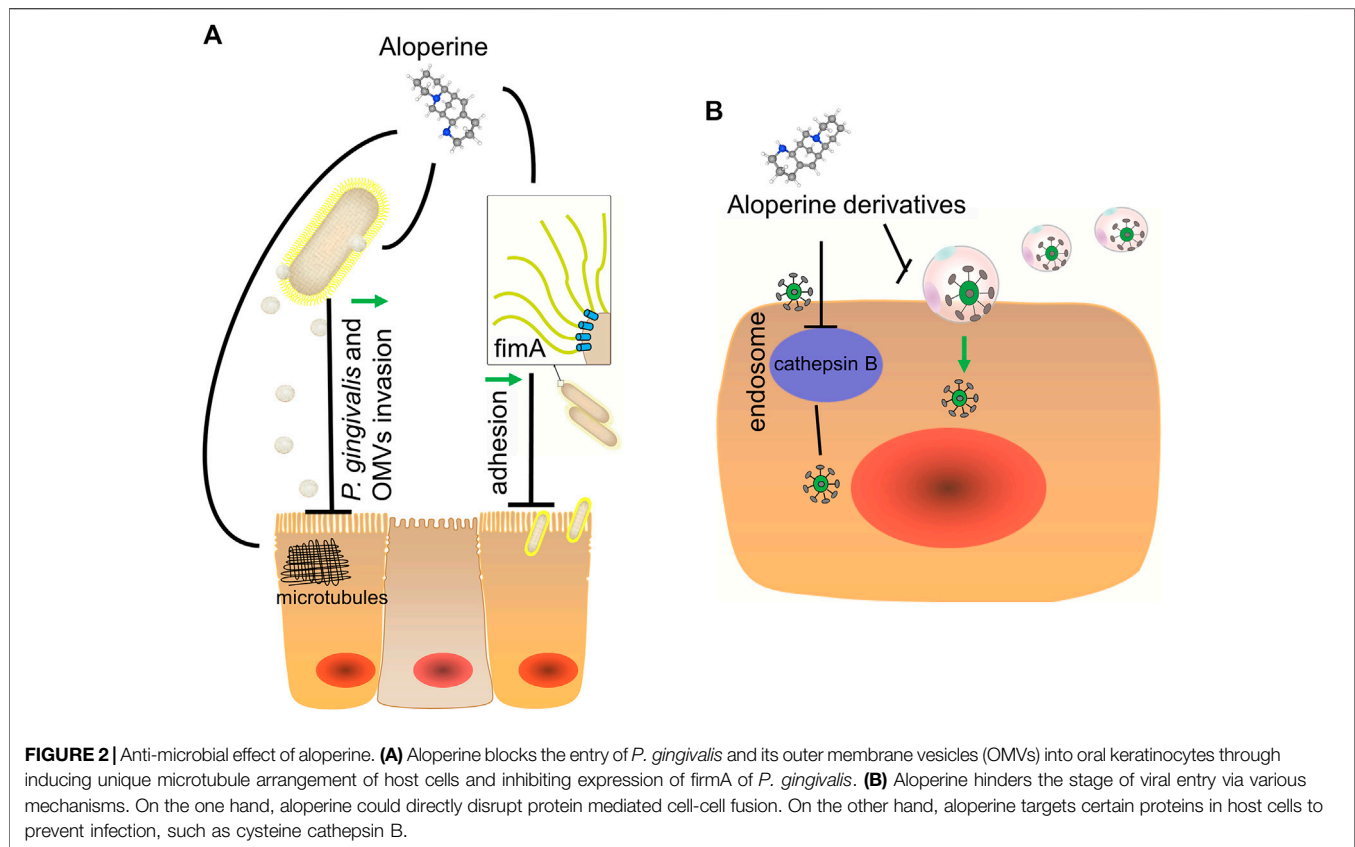 A
Aloperine
P. gingivalis and
OMVs invasion
adhesion
fimA
microtubules
B
Aloperine derivatives
endosome
cathepsin B
FIGURE 2 | Anti-microbial effect of aloperine. (A) Aloperine blocks the entry of P. gingivalis and its outer membrane vesicles (OMVs) into oral keratinocytes through
inducing unique microtubule arrangement of host cells and inhibiting expression of firmA of P. gingivalis. (B) Aloperine hinders the stage of viral entry via various
mechanisms. On the one hand, aloperine could directly disrupt protein mediated cell-cell fusion. On the other hand, aloperine targets certain proteins in host cells to
prevent infection, such as cysteine cathepsin B.